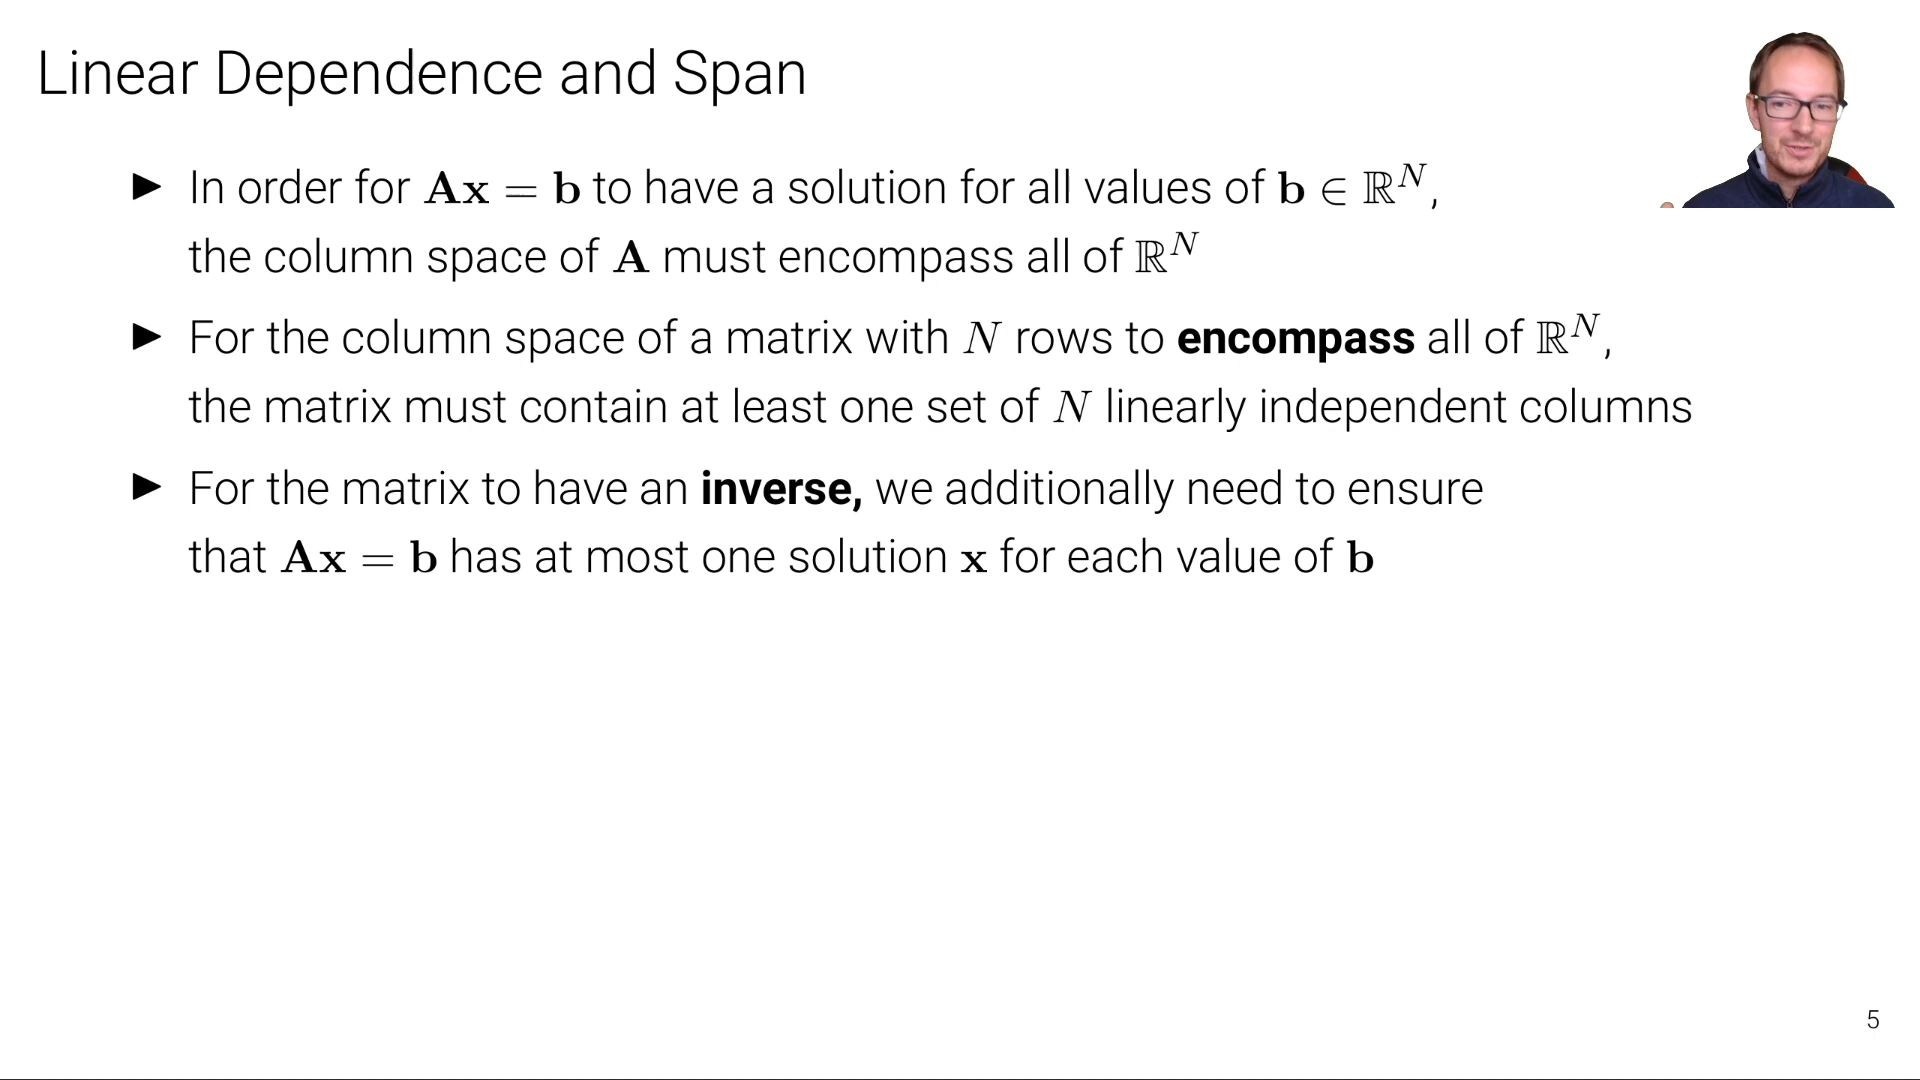 Linear Dependence and Span
▶ In order for Ax = b to have a solution for all values of b ∈ ℝᴺ,
the column space of A must encompass all of ℝᴺ
▶ For the column space of a matrix with N rows to encompass all of ℝᴺ,
the matrix must contain at least one set of N linearly independent columns
▶ For the matrix to have an inverse, we additionally need to ensure
that Ax = b has at most one solution x for each value of b
5